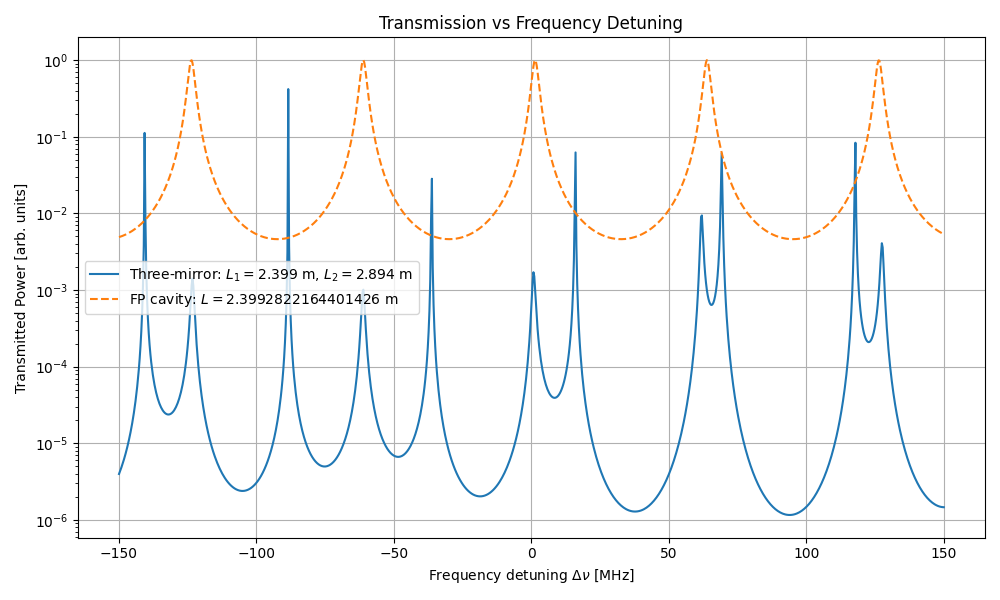 Transmission vs Frequency Detuning
Transmitted Power [arb. units]
10⁰
10⁻¹
10⁻²
10⁻³
10⁻⁴
10⁻⁵
10⁻⁶
Three-mirror: L₁ = 2.399 m, L₂ = 2.894 m
FP cavity: L = 2.3992822164401426 m
−150 −100 −50 0 50 100 150
Frequency detuning Δν [MHz]